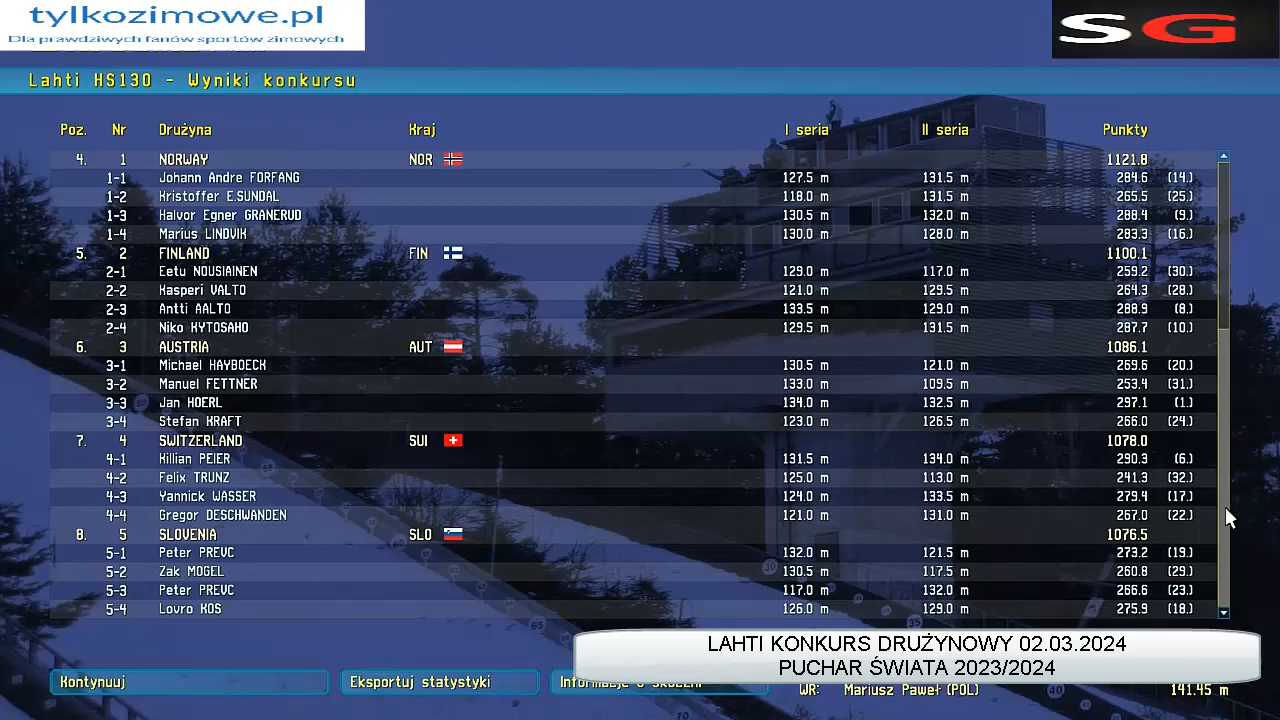 tylkozimowe.pl
Dla prawdziwych fanów sportów zimowych
SG
Lahti HS130 - Wyniki konkursu
Poz. Nr Drużyna Kraj I seria II seria Punkty
4. 1 NORWAY NOR 1121.8
1-1 Johann Andre FORFANG 127.5 m 131.5 m 284.6 (14.)
1-2 Kristoffer E.SUNDAL 118.0 m 131.5 m 265.5 (25.)
1-3 Halvor Egner GRANERUD 130.5 m 132.0 m 288.4 (9.)
1-4 Marius LINDVIK 130.0 m 128.0 m 283.3 (16.)
5. 2 FINLAND FIN 1100.1
2-1 Eetu NOUSIAINEN 129.0 m 117.0 m 259.2 (30.)
2-2 Kasperi VALTO 121.0 m 129.5 m 264.3 (28.)
2-3 Antti AALTO 133.5 m 129.0 m 288.9 (8.)
2-4 Niko KYTOSAHO 129.5 m 131.5 m 287.7 (10.)
6. 3 AUSTRIA AUT 1086.1
3-1 Michael HAYBOECK 130.5 m 121.0 m 269.6 (20.)
3-2 Manuel FETTNER 133.0 m 109.5 m 253.4 (31.)
3-3 Jan HOERL 134.0 m 132.5 m 297.1 (1.)
3-4 Stefan KRAFT 123.0 m 126.5 m 266.0 (24.)
7. 4 SWITZERLAND SUI 1078.0
4-1 Killian PEIER 131.5 m 134.0 m 290.3 (6.)
4-2 Felix TRUNZ 125.0 m 113.0 m 241.3 (32.)
4-3 Yannick WASSER 124.0 m 133.5 m 279.4 (17.)
4-4 Gregor DESCHWANDEN 121.0 m 131.0 m 267.0 (22.)
8. 5 SLOVENIA SLO 1076.5
5-1 Peter PREVC 132.0 m 121.5 m 273.2 (19.)
5-2 Zak MOGEL 130.5 m 117.5 m 260.8 (29.)
5-3 Peter PREVC 117.0 m 132.0 m 266.6 (23.)
5-4 Lovro KOS 126.0 m 129.0 m 275.9 (18.)
LAHTI KONKURS DRUŻYNOWY 02.03.2024
PUCHAR ŚWIATA 2023/2024
Kontynuuj Eksportuj statystyki Informacje o skoczni
WR: Mariusz Paweł (POL) 141.45 m